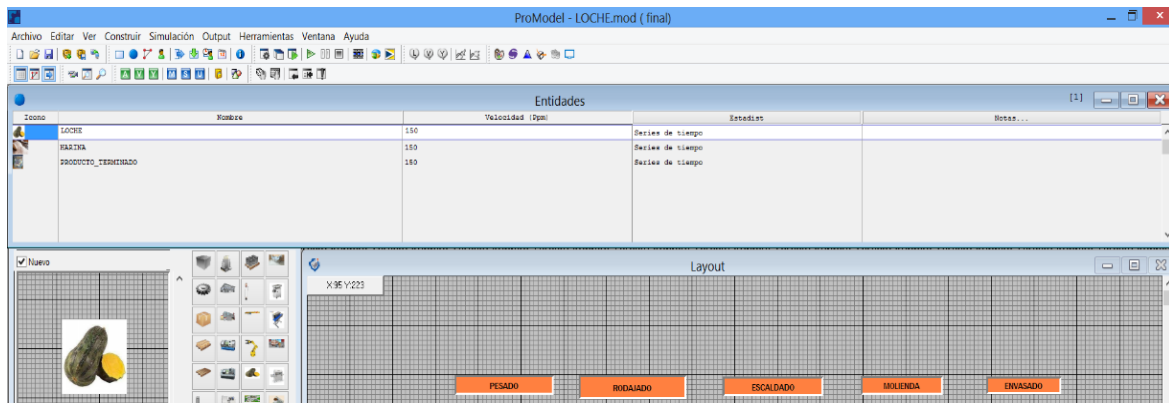 ProModel - LOCHE.mod ( final)
Archivo Editar Ver Construir Simulación Output Herramientas Ventana Ayuda
Entidades
[1]
Icono Nombre Velocidad (Ppm) Estadist Notas...
LOCHE 150 Series de tiempo
HARINA 150 Series de tiempo
PRODUCTO_TERMINADO 150 Series de tiempo
Nuevo
Layout
X:95 Y:223
PESADO RODAJADO ESCALDADO MOLIENDA ENVASADO